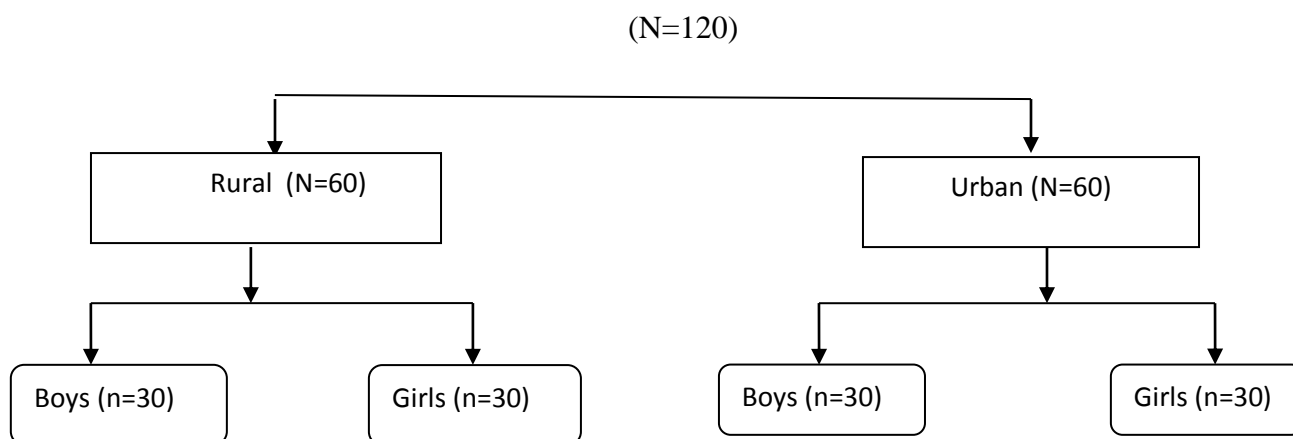 (N=120)
Rural  (N=60)
Urban (N=60)
Boys (n=30)
Girls (n=30)
Boys (n=30)
Girls (n=30)